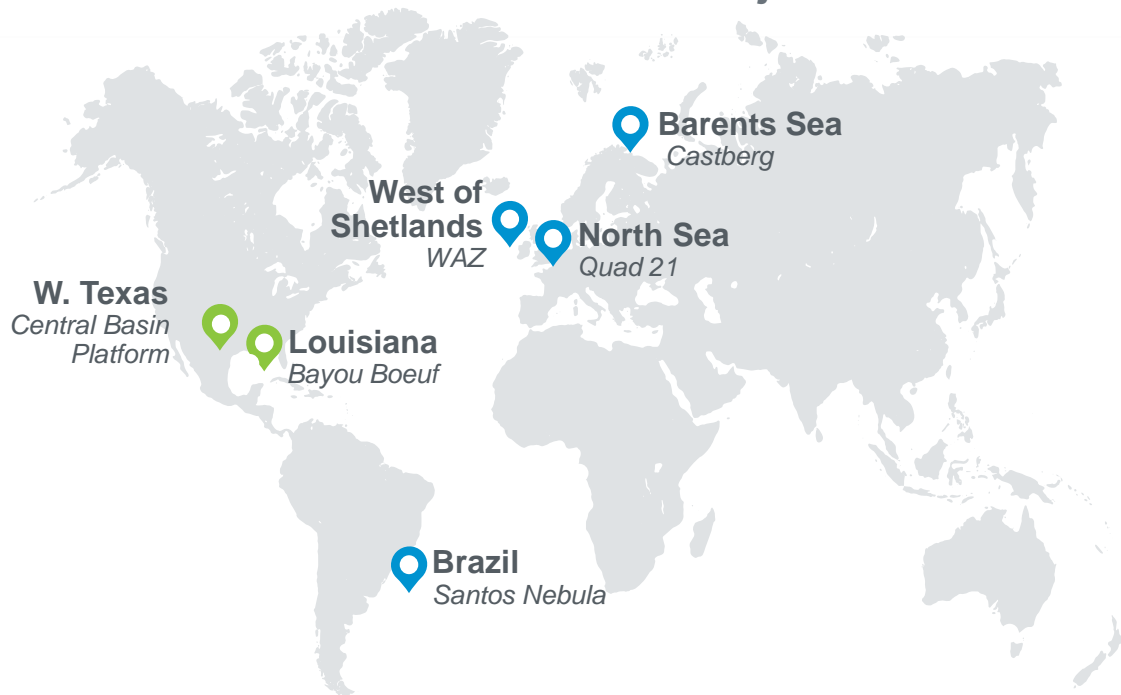 Barents Sea
Castberg
West of
Shetlands
WAZ
North Sea
Quad 21
W. Texas
Central Basin
Platform
Louisiana
Bayou Boeuf
Brazil
Santos Nebula